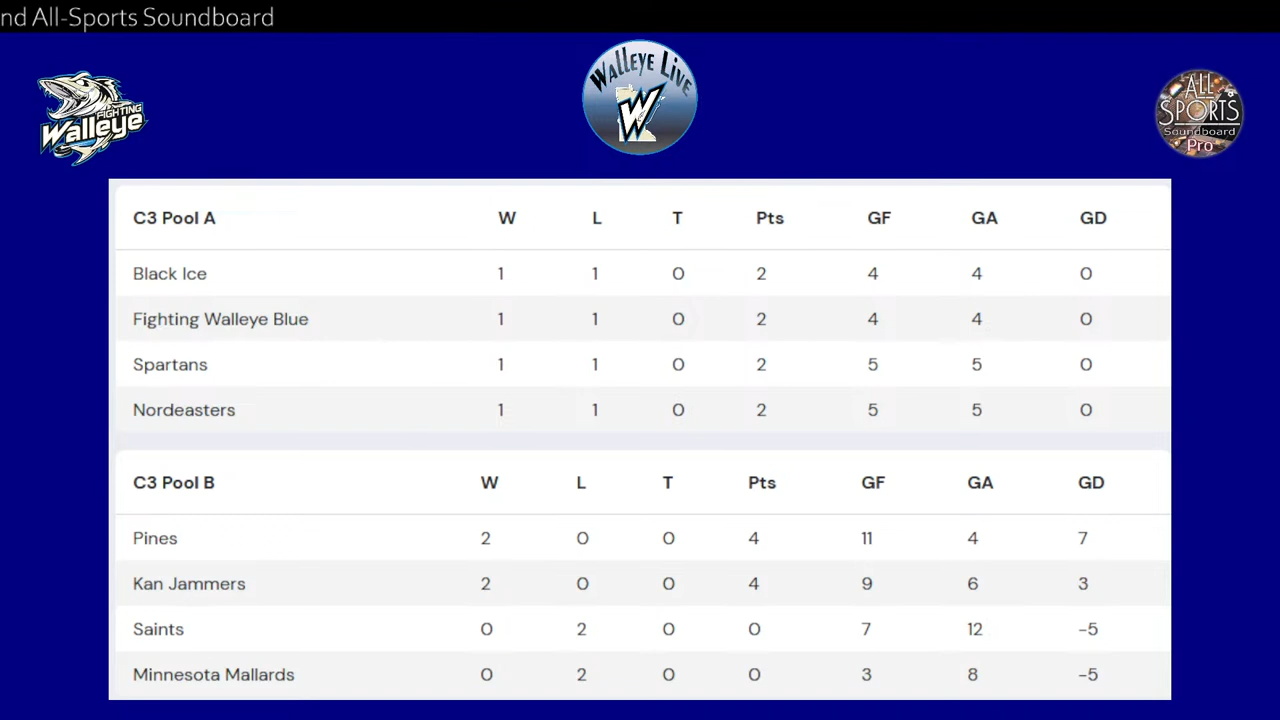 nd All-Sports Soundboard
FIGHTING
Walleye
WALLEYE LIVE
W
ALL
SPORTS
Soundboard
Pro
C3 Pool A W L T Pts GF GA GD
Black Ice 1 1 0 2 4 4 0
Fighting Walleye Blue 1 1 0 2 4 4 0
Spartans 1 1 0 2 5 5 0
Nordeasters 1 1 0 2 5 5 0
C3 Pool B W L T Pts GF GA GD
Pines 2 0 0 4 11 4 7
Kan Jammers 2 0 0 4 9 6 3
Saints 0 2 0 0 7 12 -5
Minnesota Mallards 0 2 0 0 3 8 -5